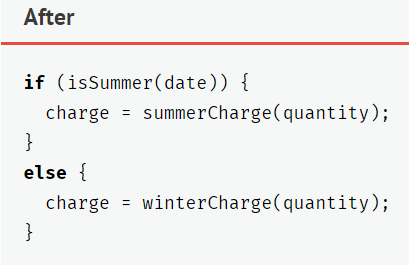 After
if (isSummer(date)) {
  charge = summerCharge(quantity);
}
else {
  charge = winterCharge(quantity);
}